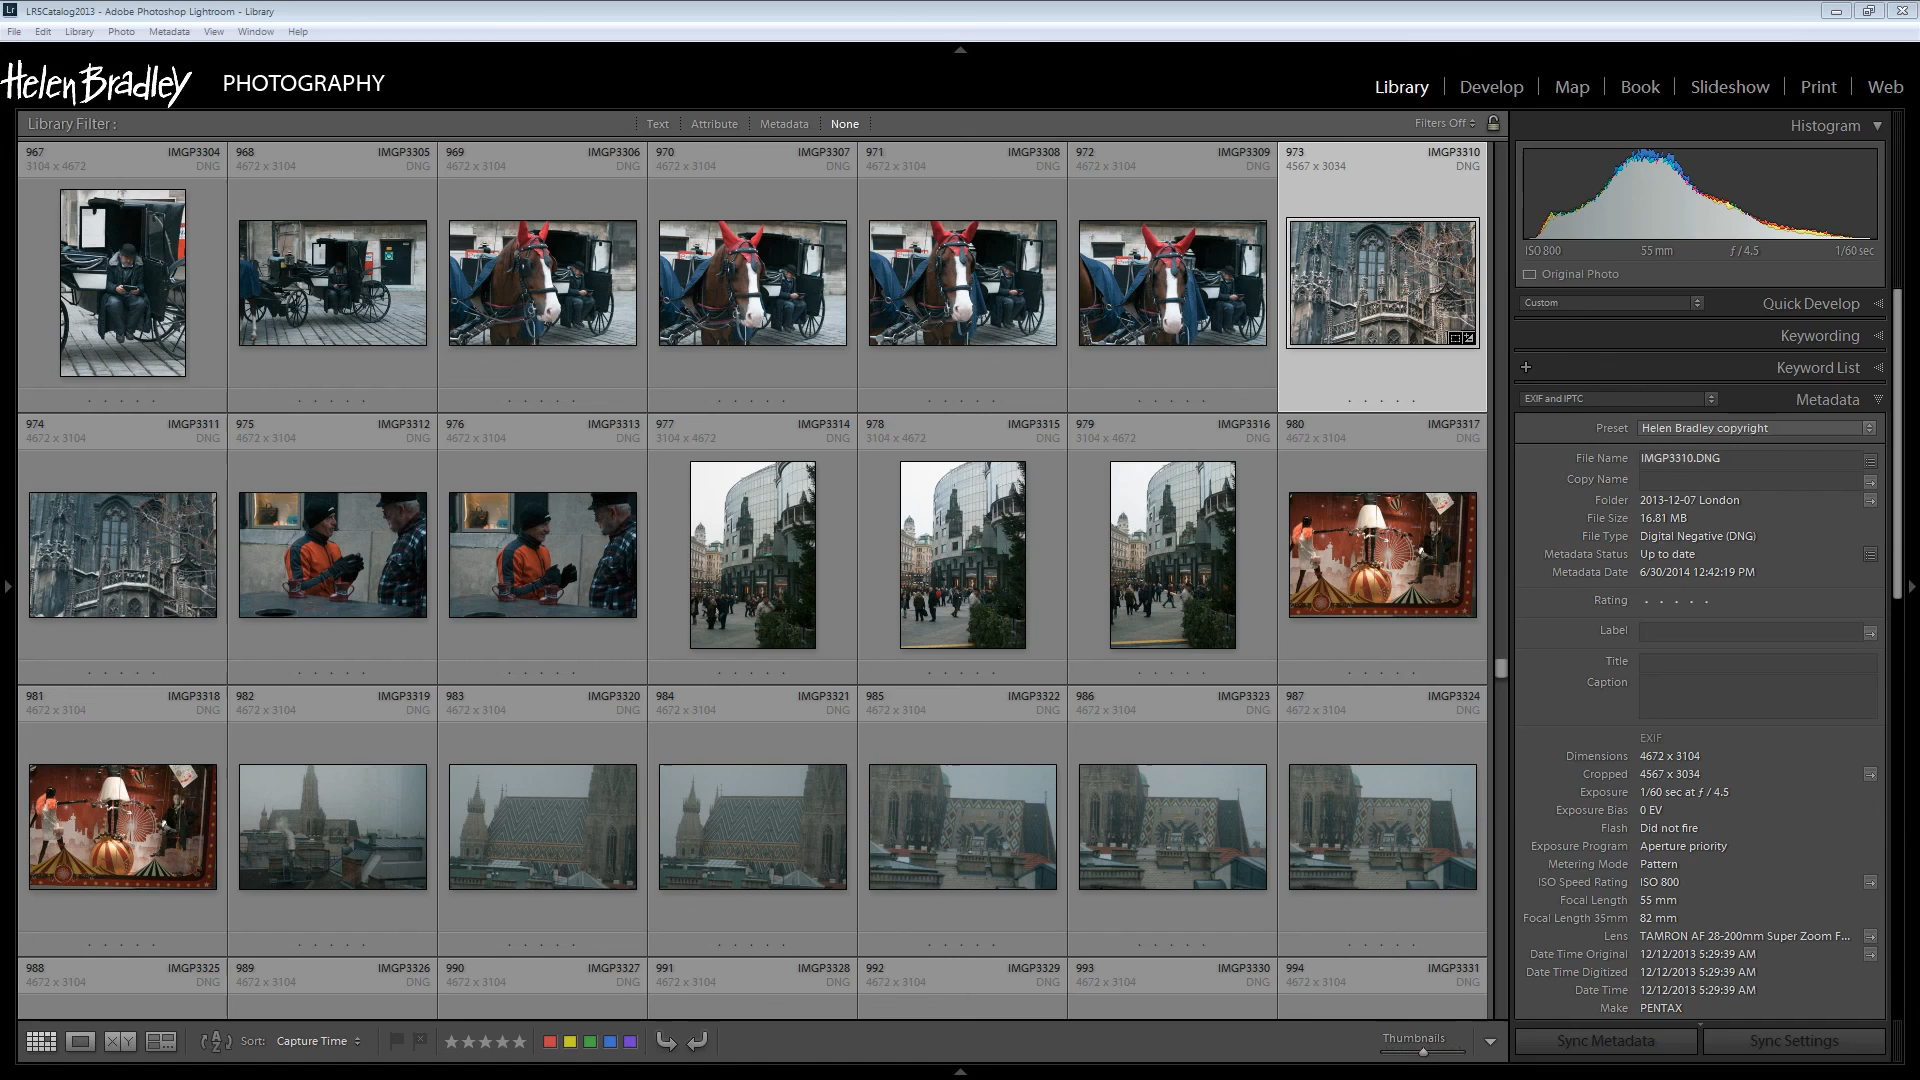 LR5Catalog2013 - Adobe Photoshop Lightroom - Library
File Edit Library Photo Metadata View Window Help
Helen Bradley PHOTOGRAPHY
Library Develop Map Book Slideshow Print Web
Library Filter : Text Attribute Metadata None Filters Off
Histogram
967 IMGP3304 968 IMGP3305 969 IMGP3306 970 IMGP3307 971 IMGP3308 972 IMGP3309 973 IMGP3310
3104 x 4672 DNG 4672 x 3104 DNG 4672 x 3104 DNG 4672 x 3104 DNG 4672 x 3104 DNG 4672 x 3104 DNG 4567 x 3034 DNG
ISO 800 55 mm ƒ / 4.5 1/60 sec
Original Photo
Custom Quick Develop
Keywording
Keyword List
EXIF and IPTC Metadata
974 IMGP3311 975 IMGP3312 976 IMGP3313 977 IMGP3314 978 IMGP3315 979 IMGP3316 980 IMGP3317
4672 x 3104 DNG 4672 x 3104 DNG 4672 x 3104 DNG 3104 x 4672 DNG 3104 x 4672 DNG 3104 x 4672 DNG 4672 x 3104 DNG
Preset Helen Bradley copyright
File Name IMGP3310.DNG
Copy Name
Folder 2013-12-07 London
File Size 16.81 MB
File Type Digital Negative (DNG)
Metadata Status Up to date
Metadata Date 6/30/2014 12:42:19 PM
Rating
Label
Title
Caption
981 IMGP3318 982 IMGP3319 983 IMGP3320 984 IMGP3321 985 IMGP3322 986 IMGP3323 987 IMGP3324
4672 x 3104 DNG 4672 x 3104 DNG 4672 x 3104 DNG 4672 x 3104 DNG 4672 x 3104 DNG 4672 x 3104 DNG 4672 x 3104 DNG
EXIF
Dimensions 4672 x 3104
Cropped 4567 x 3034
Exposure 1/60 sec at ƒ / 4.5
Exposure Bias 0 EV
Flash Did not fire
Exposure Program Aperture priority
Metering Mode Pattern
ISO Speed Rating ISO 800
Focal Length 55 mm
Focal Length 35mm 82 mm
Lens TAMRON AF 28-200mm Super Zoom F...
Date Time Original 12/12/2013 5:29:39 AM
Date Time Digitized 12/12/2013 5:29:39 AM
Date Time 12/12/2013 5:29:39 AM
Make PENTAX
988 IMGP3325 989 IMGP3326 990 IMGP3327 991 IMGP3328 992 IMGP3329 993 IMGP3330 994 IMGP3331
4672 x 3104 DNG 4672 x 3104 DNG 4672 x 3104 DNG 4672 x 3104 DNG 4672 x 3104 DNG 4672 x 3104 DNG 4672 x 3104 DNG
Sort: Capture Time Thumbnails
Sync Metadata Sync Settings